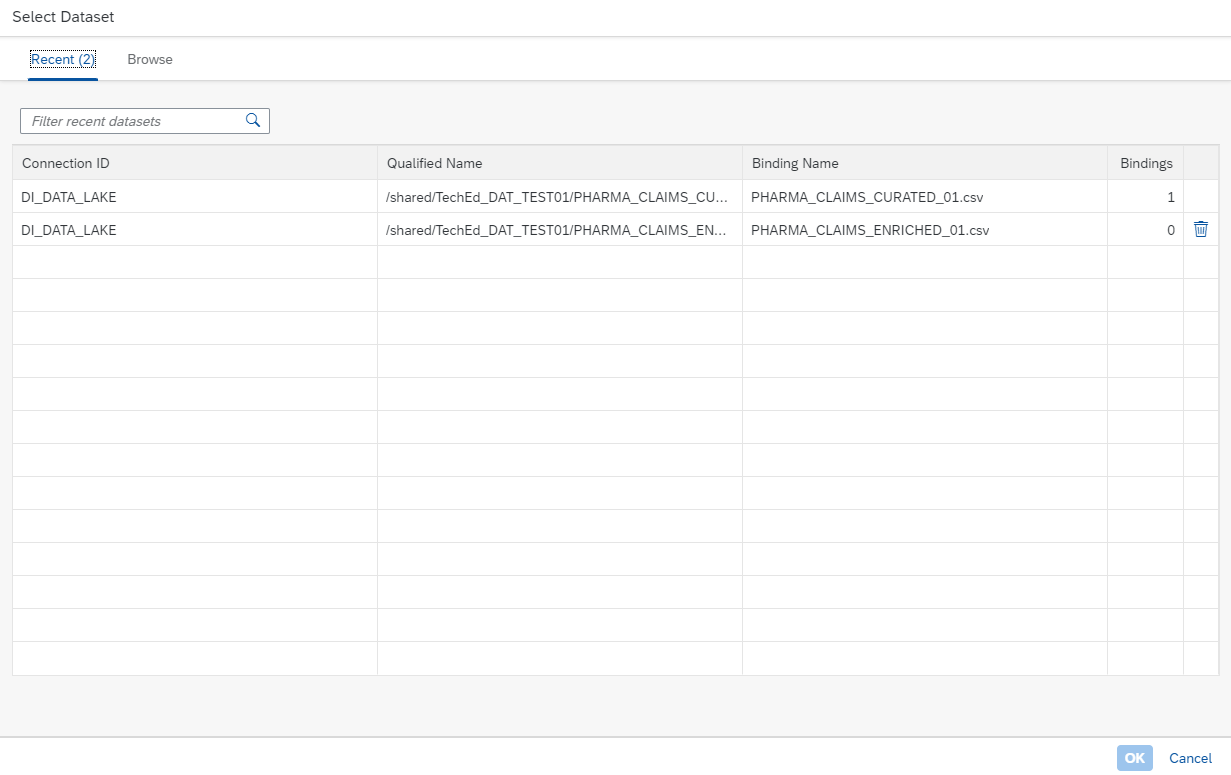 Select Dataset
Recent (2) Browse
Filter recent datasets
Connection ID Qualified Name Binding Name Bindings
DI_DATA_LAKE /shared/TechEd_DAT_TEST01/PHARMA_CLAIMS_CU... PHARMA_CLAIMS_CURATED_01.csv 1
DI_DATA_LAKE /shared/TechEd_DAT_TEST01/PHARMA_CLAIMS_EN... PHARMA_CLAIMS_ENRICHED_01.csv 0
OK Cancel